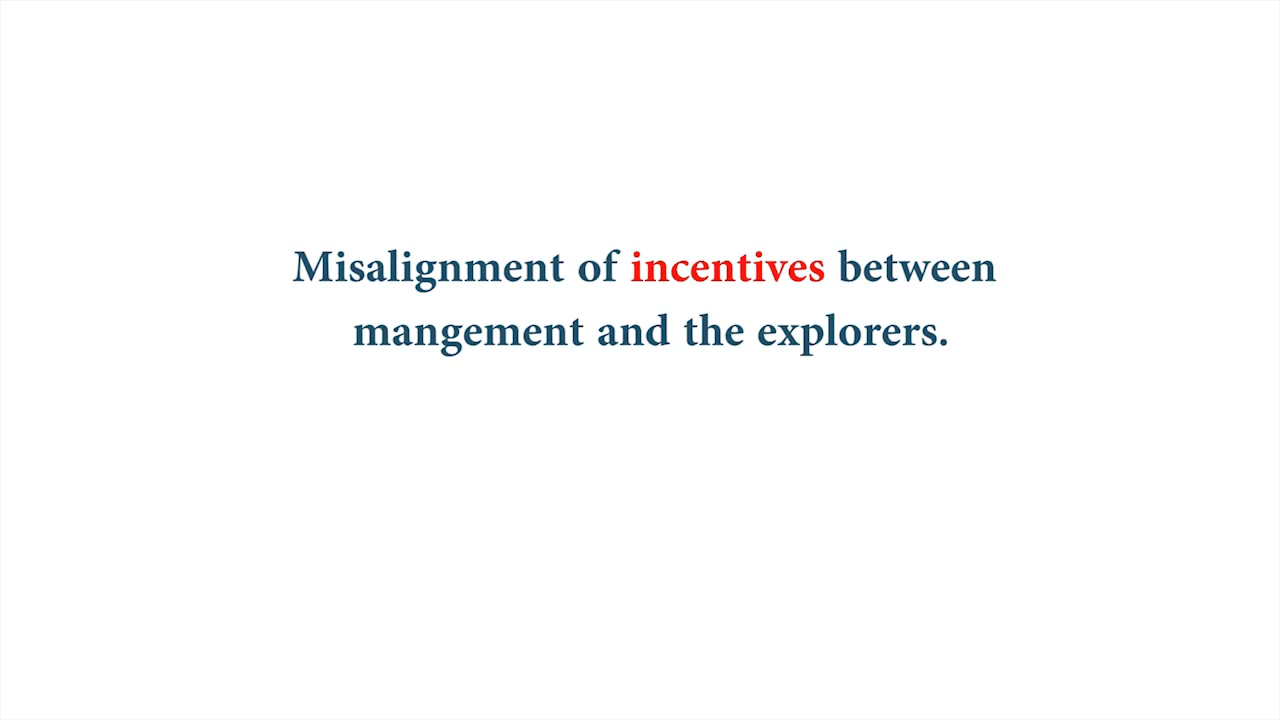 Misalignment of incentives between
mangement and the explorers.